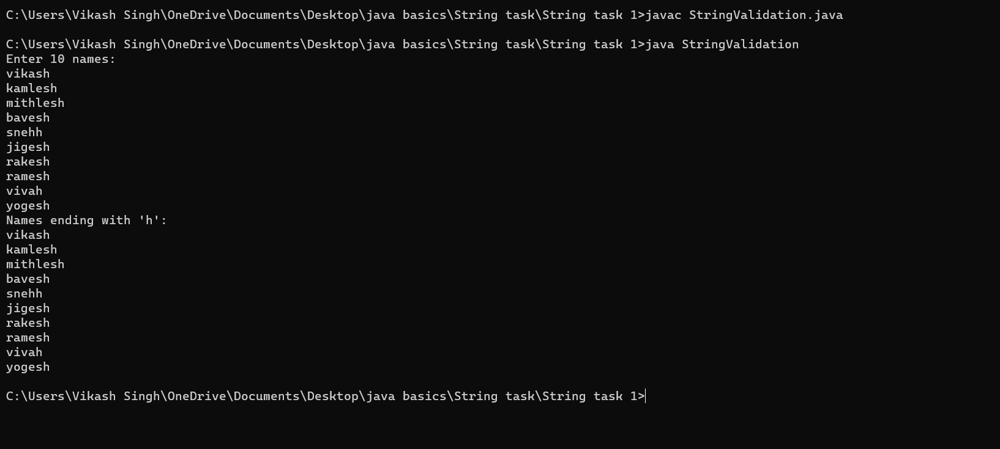 C:\Users\Vikash Singh\OneDrive\Documents\Desktop\java basics\String task\String task 1>javac StringValidation.java
C:\Users\Vikash Singh\OneDrive\Documents\Desktop\java basics\String task\String task 1>java StringValidation
Enter 10 names:
vikash
kamlesh
mithlesh
bavesh
snehh
jigesh
rakesh
ramesh
vivah
yogesh
Names ending with 'h':
vikash
kamlesh
mithlesh
bavesh
snehh
jigesh
rakesh
ramesh
vivah
yogesh
C:\Users\Vikash Singh\OneDrive\Documents\Desktop\java basics\String task\String task 1>